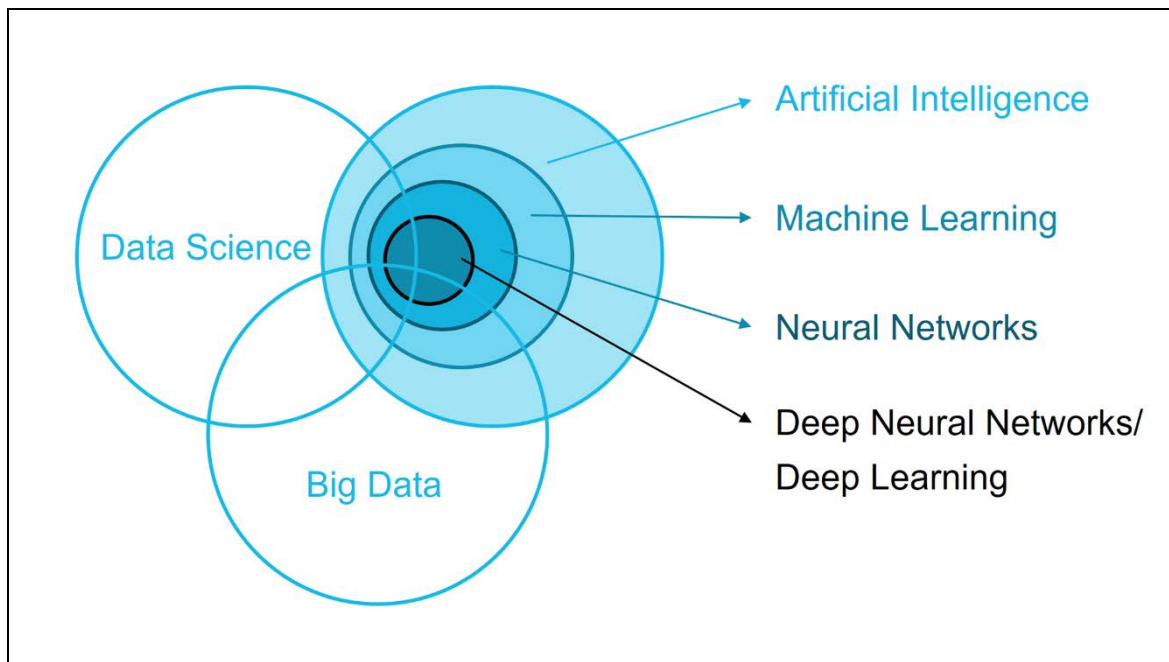 Artificial Intelligence
Machine Learning
Data Science
Neural Networks
Deep Neural Networks/
Deep Learning
Big Data